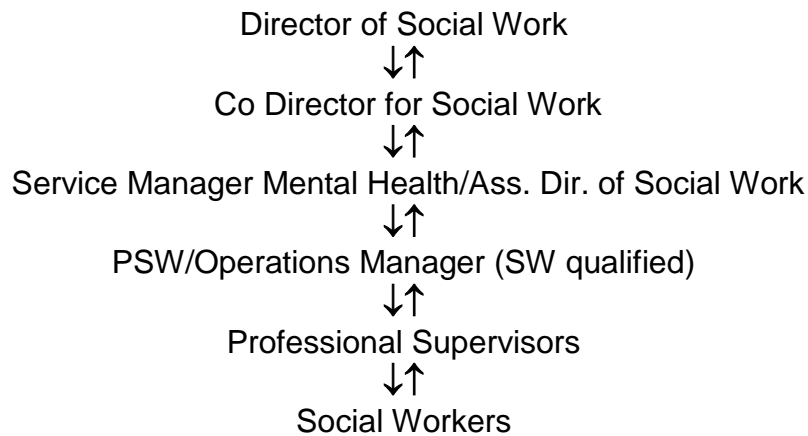 Director of Social Work
↓↑
Co Director for Social Work
↓↑
Service Manager Mental Health/Ass. Dir. of Social Work
↓↑
PSW/Operations Manager (SW qualified)
↓↑
Professional Supervisors
↓↑
Social Workers